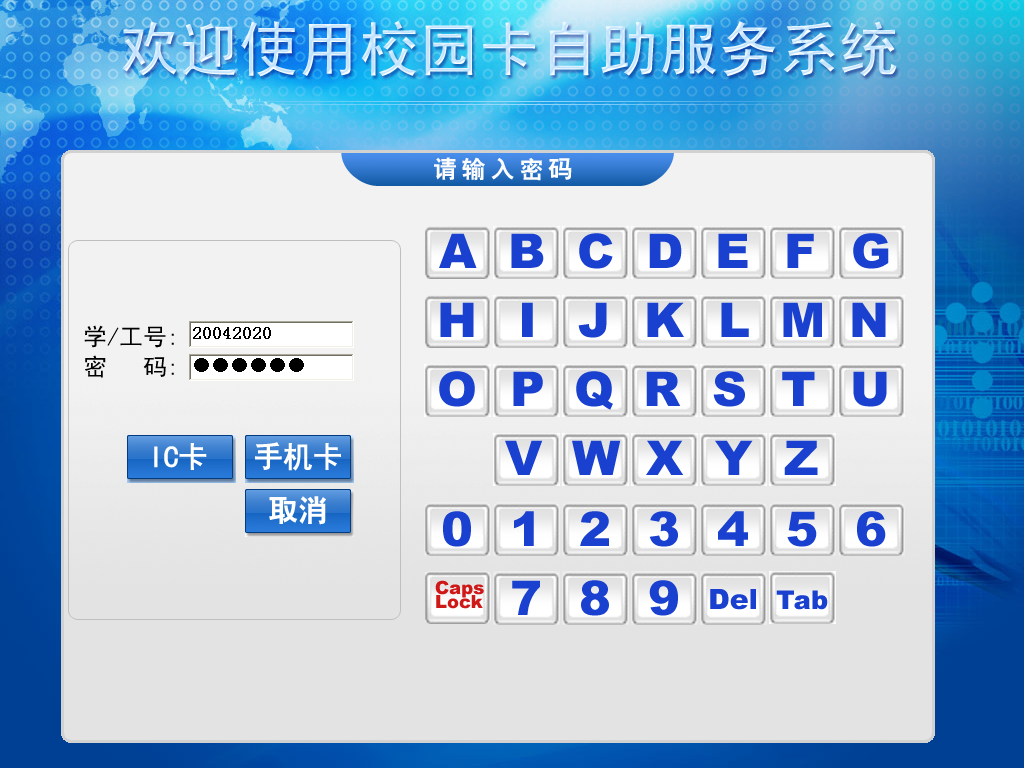 欢迎使用校园卡自助服务系统
请输入密码
学/工号: 20042020
密 码: ●●●●●●
IC卡 手机卡
取消
A B C D E F G
H I J K L M N
O P Q R S T U
V W X Y Z
0 1 2 3 4 5 6
Caps Lock 7 8 9 Del Tab